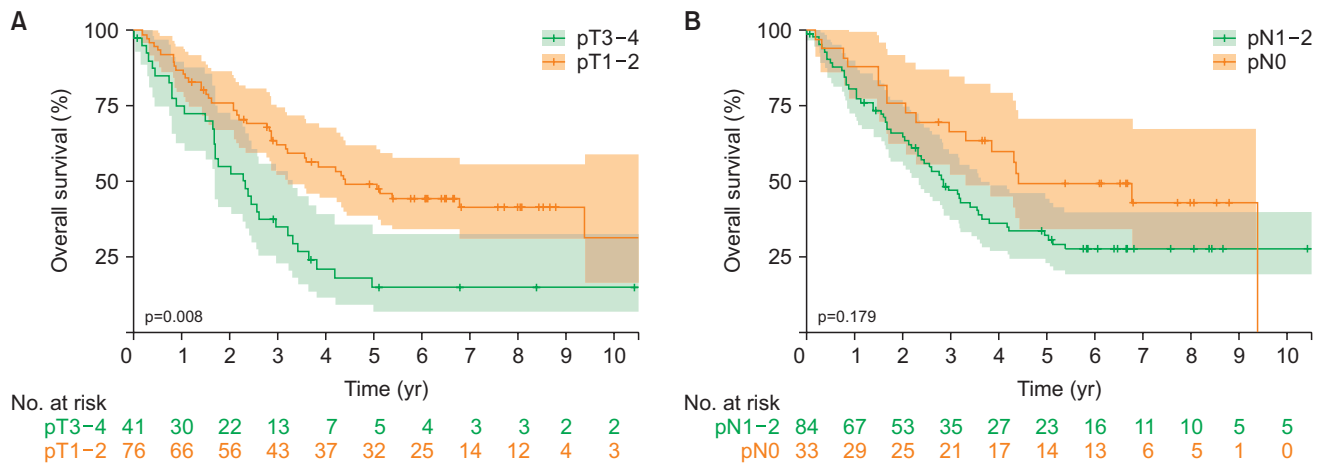 A
Overall survival (%)
100
75
50
25
pT3-4
pT1-2
p=0.008
0 1 2 3 4 5 6 7 8 9 10
Time (yr)
No. at risk
pT3-4 41 30 22 13 7 5 4 3 3 2 2
pT1-2 76 66 56 43 37 32 25 14 12 4 3
B
Overall survival (%)
100
75
50
25
pN1-2
pN0
p=0.179
0 1 2 3 4 5 6 7 8 9 10
Time (yr)
No. at risk
pN1-2 84 67 53 35 27 23 16 11 10 5 5
pN0 33 29 25 21 17 14 13 6 5 1 0